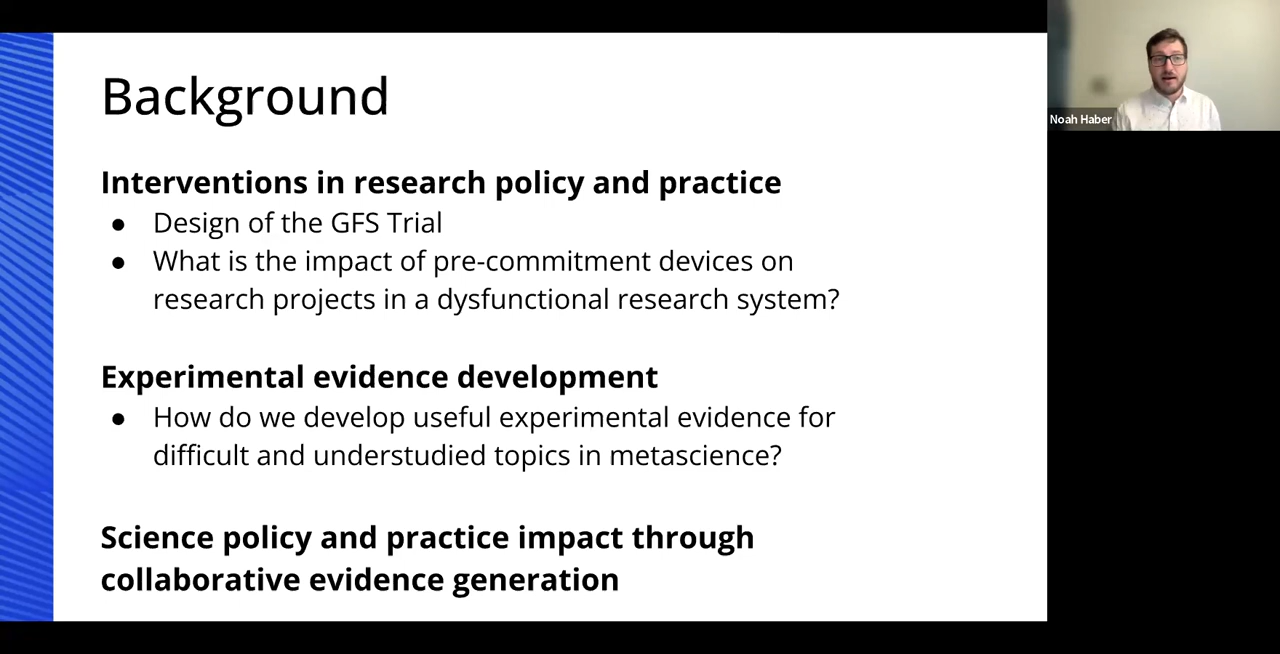 Background
Interventions in research policy and practice
● Design of the GFS Trial
● What is the impact of pre-commitment devices on
research projects in a dysfunctional research system?
Experimental evidence development
● How do we develop useful experimental evidence for
difficult and understudied topics in metascience?
Science policy and practice impact through
collaborative evidence generation
Noah Haber